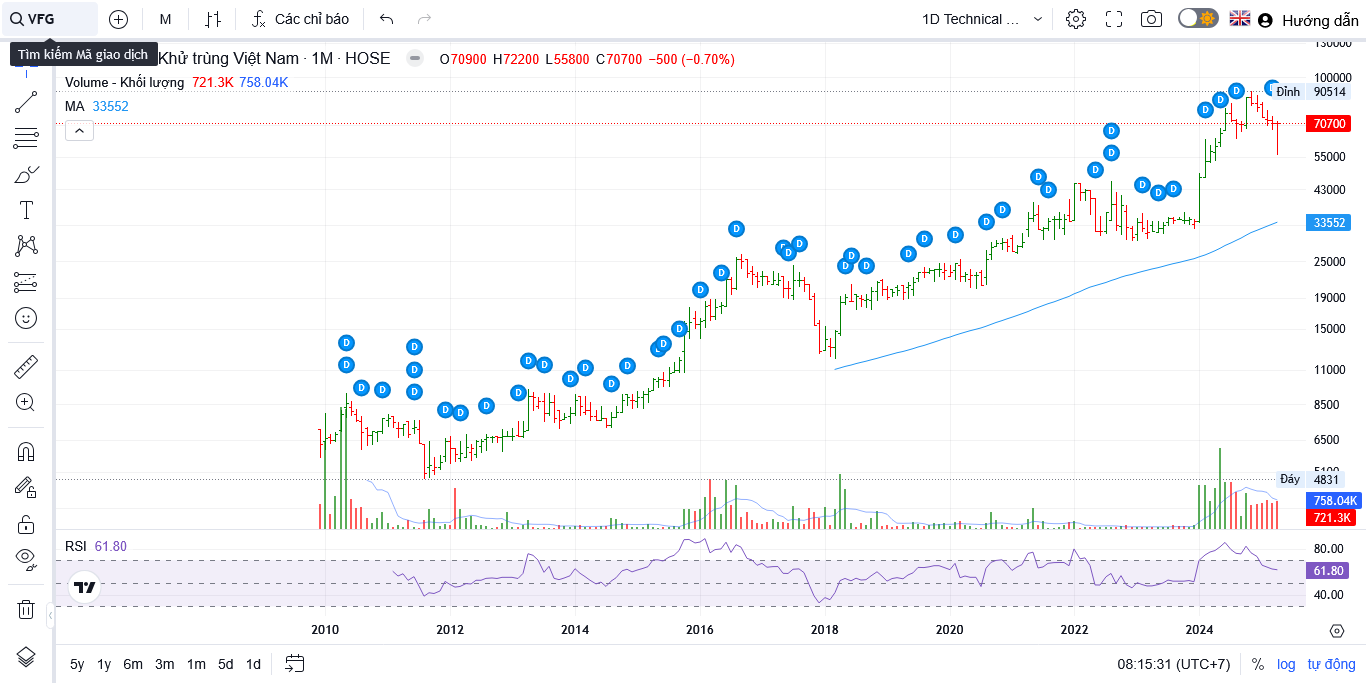 VFG M Các chỉ báo 1D Technical ... Hướng dẫn
Tìm kiếm Mã giao dịch Khử trùng Việt Nam · 1M · HOSE O70900 H72200 L55800 C70700 −500 (−0.70%)
Volume - Khối lượng 721.3K 758.04K
MA 33552
130000
100000
Đỉnh 90514
70700
55000
43000
33552
25000
19000
15000
11000
8500
6500
5100
Đáy 4831
758.04K
721.3K
D D D D D D D D D D D D D D D D D D D D D D D D D D D D D D D D D D D D D D D D D D D D D D D D D
RSI 61.80
80.00
61.80
40.00
2010 2012 2014 2016 2018 2020 2022 2024
5y 1y 6m 3m 1m 5d 1d 08:15:31 (UTC+7) % log tự động